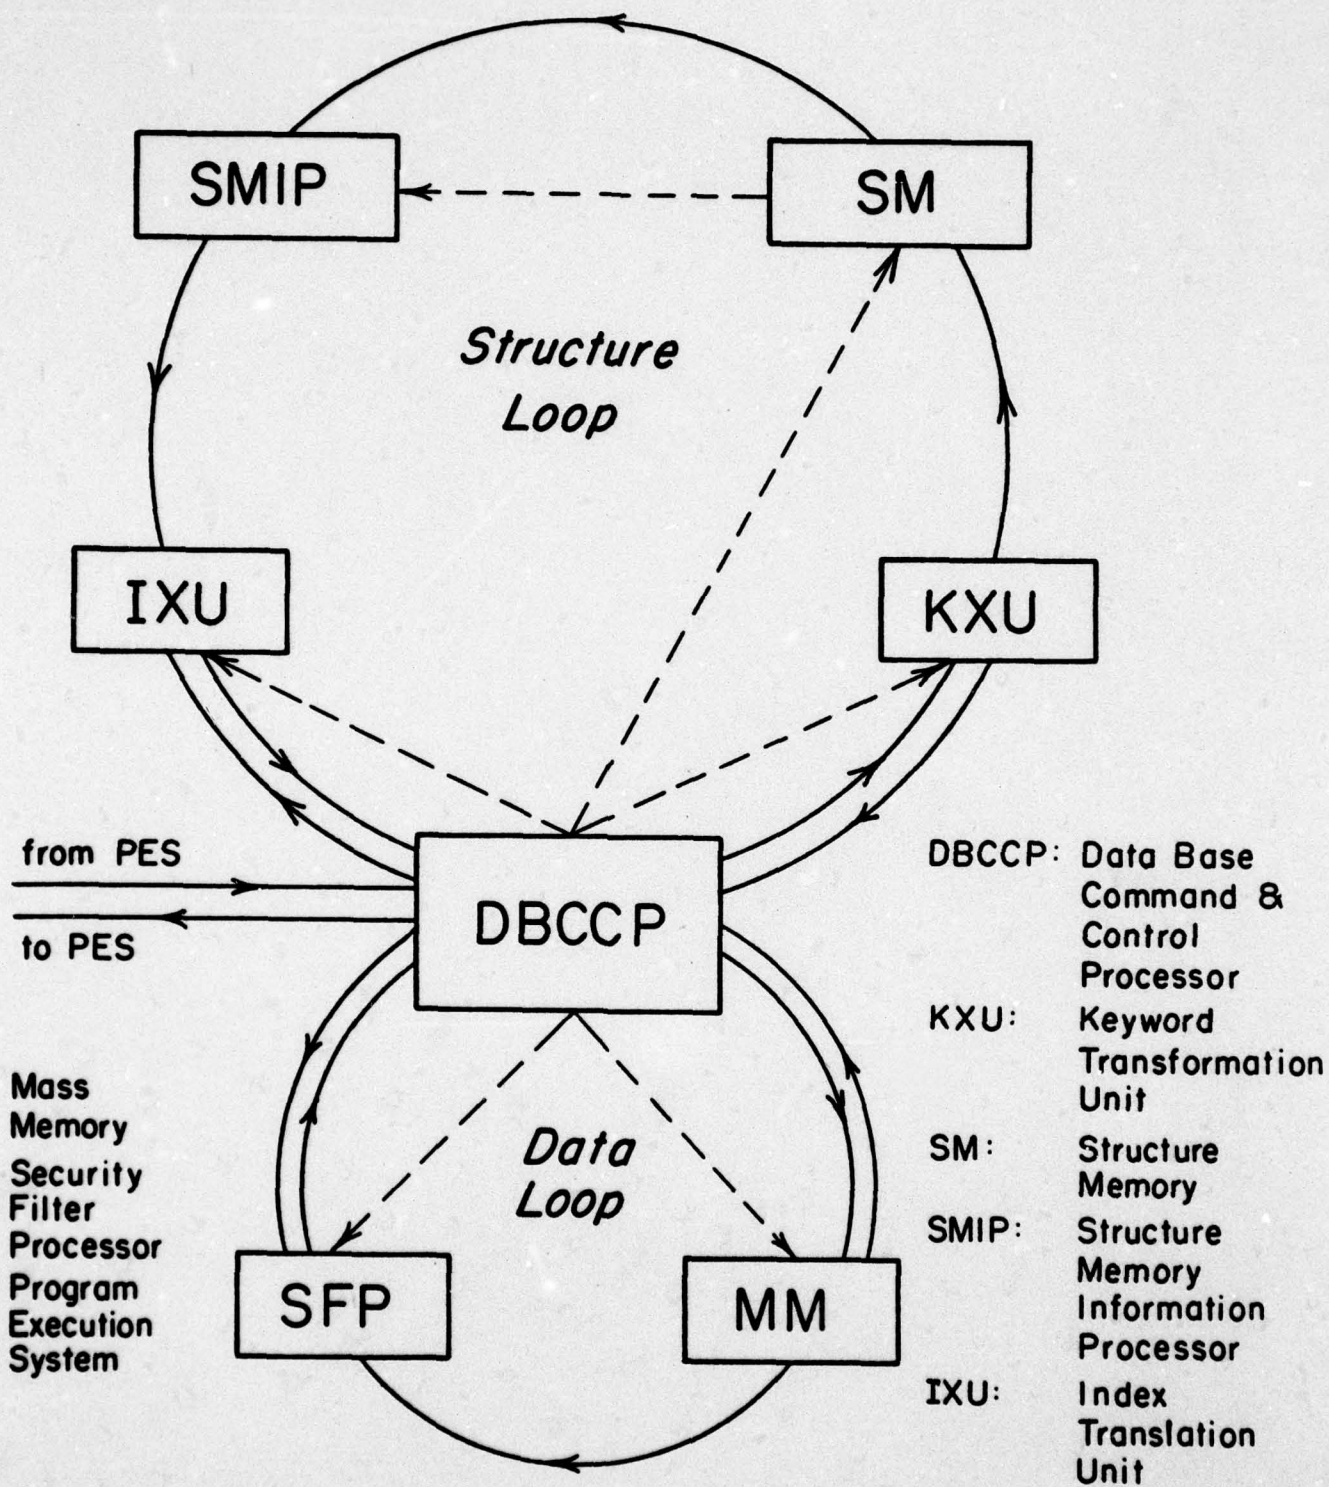 SMIP
SM
Structure
Loop
IXU
KXU
from PES
to PES
DBCCP
DBCCP: Data Base
Command &
Control
Processor
KXU: Keyword
Transformation
Unit
SM: Structure
Memory
SMIP: Structure
Memory
Information
Processor
IXU: Index
Translation
Unit
Mass
Memory
Security
Filter
Processor
Program
Execution
System
Data
Loop
SFP
MM